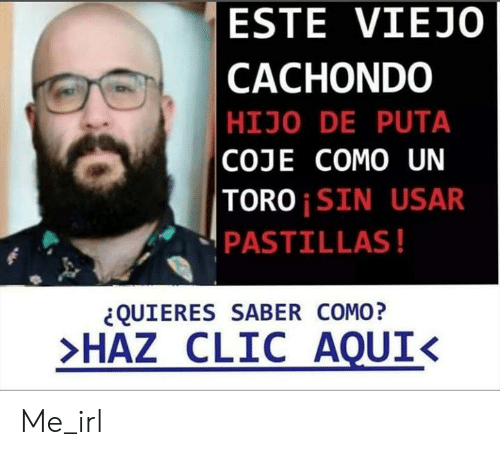 ESTE VIEJO
CACHONDO
HIJO DE PUTA
COJE COMO UN
TORO ¡SIN USAR
PASTILLAS!
¿QUIERES SABER COMO?
>HAZ CLIC AQUI<
Me_irl